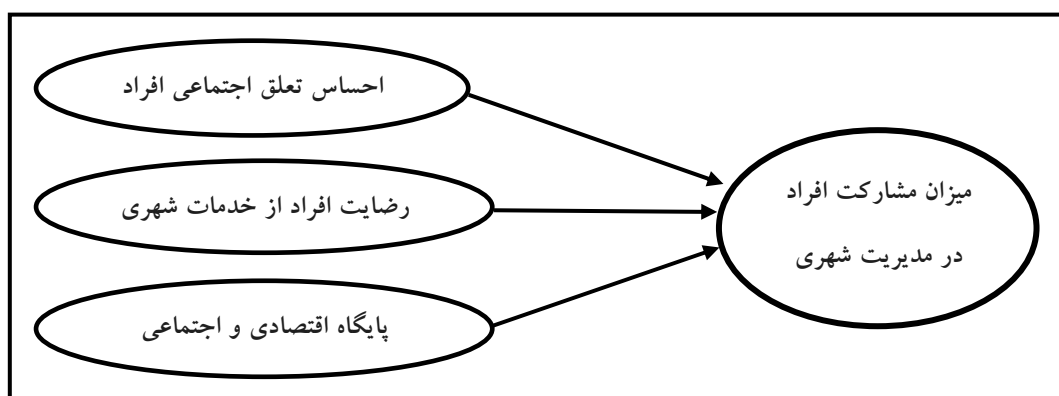 احساس تعلق اجتماعی افراد
رضایت افراد از خدمات شهری
پایگاه اقتصادی و اجتماعی
میزان مشارکت افراد
در مدیریت شهری